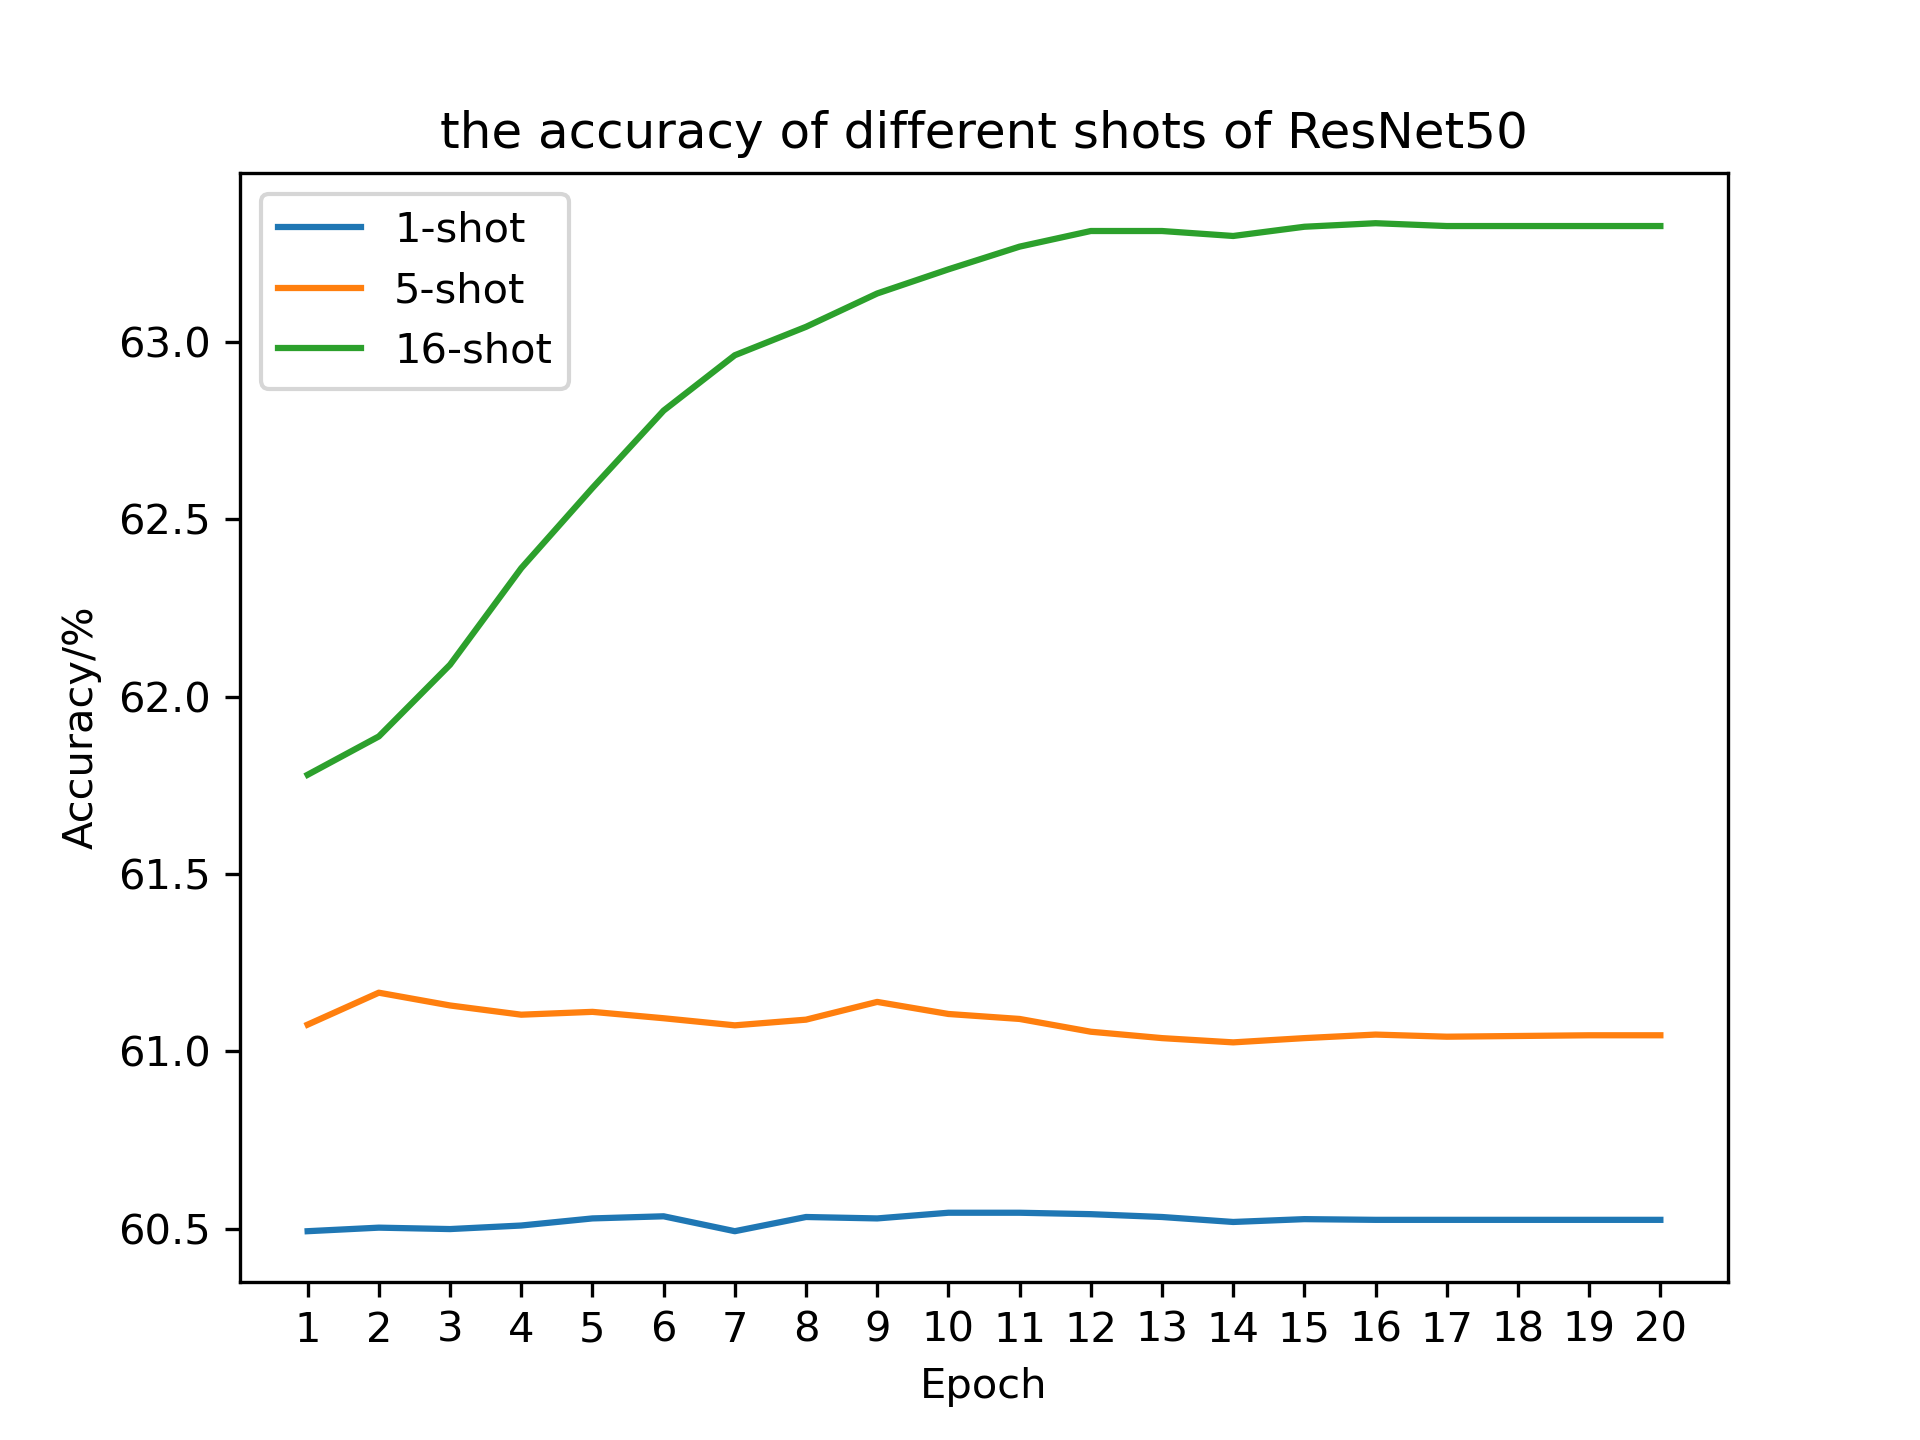 the accuracy of different shots of ResNet50
1-shot
5-shot
16-shot
63.0
62.5
62.0
61.5
61.0
60.5
Accuracy/%
1 2 3 4 5 6 7 8 9 10 11 12 13 14 15 16 17 18 19 20
Epoch